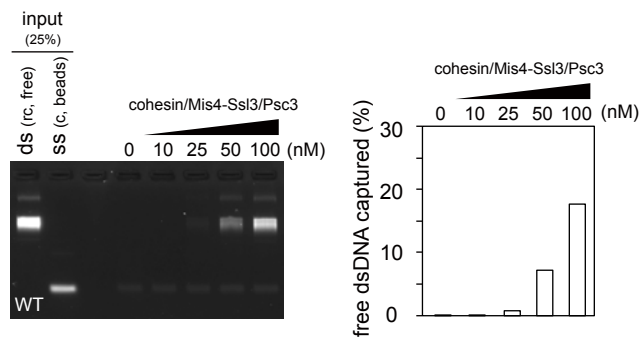 input
(25%)
ds (rc, free)
ss (c, beads)
cohesin/Mis4-Ssl3/Psc3
0 10 25 50 100 (nM)
WT
cohesin/Mis4-Ssl3/Psc3
0 10 25 50 100 (nM)
free dsDNA captured (%)
30
20
10
0